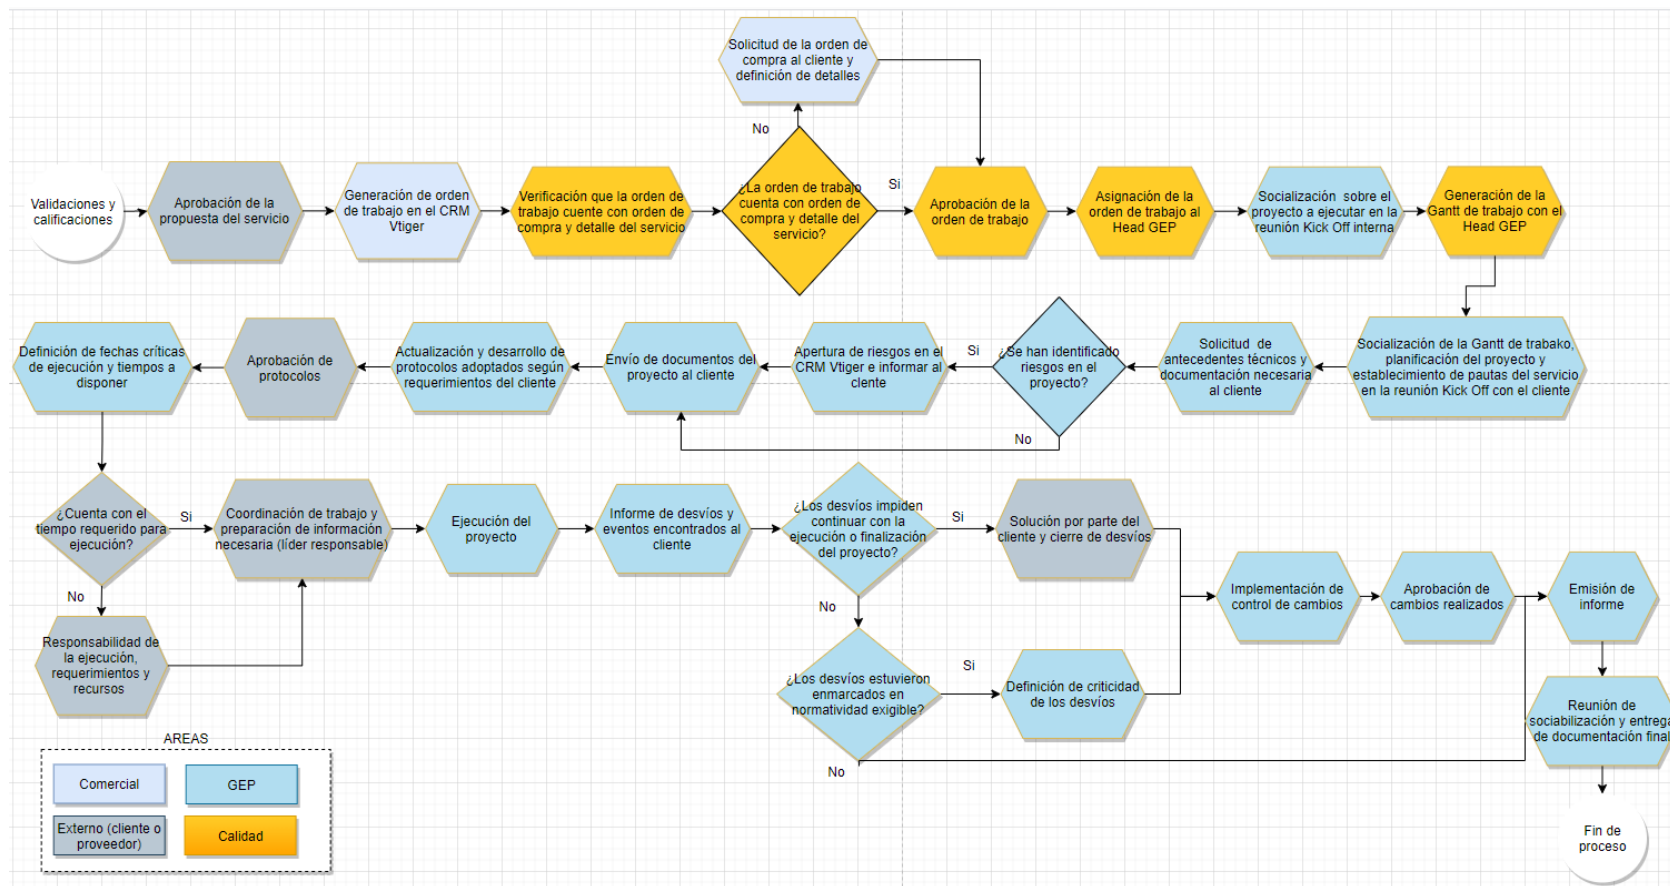 Solicitud de la orden de
compra al cliente y
definición de detalles
No
Validaciones y
calificaciones
Aprobación de la
propuesta del servicio
Generación de orden
de trabajo en el CRM
Vtiger
Verificación que la orden de
trabajo cuente con orden de
compra y detalle del servicio
¿La orden de trabajo
cuenta con orden de
compra y detalle del
servicio?
Si
Aprobación de la
orden de trabajo
Asignación de la
orden de trabajo al
Head GEP
Socialización sobre el
proyecto a ejecutar en la
reunión Kick Off interna
Generación de la
Gantt de trabajo con el
Head GEP
Definición de fechas críticas
de ejecución y tiempos a
disponer
Aprobación de
protocolos
Actualización y desarrollo de
protocolos adoptados según
requerimientos del cliente
Envío de documentos del
proyecto al cliente
Apertura de riesgos en el
CRM Vtiger e informar al
clente
Si
¿Se han identificado
riesgos en el
proyecto?
No
Solicitud de
antecedentes técnicos y
documentación necesaria
al cliente
Socialización de la Gantt de trabako,
planificación del proyecto y
establecimiento de pautas del servicio
en la reunión Kick Off con el cliente
¿Cuenta con el
tiempo requerido para
ejecución?
Si
No
Coordinación de trabajo y
preparación de información
necesaria (líder responsable)
Ejecución del
proyecto
Informe de desvíos y
eventos encontrados al
cliente
¿Los desvíos impiden
continuar con la
ejecución o finalización
del proyecto?
Si
No
Solución por parte del
cliente y cierre de desvíos
Implementación de
control de cambios
Aprobación de
cambios realizados
Emisión de
informe
Responsabilidad de
la ejecución,
requerimientos y
recursos
¿Los desvíos estuvieron
enmarcados en
normatividad exigible?
Si
No
Definición de criticidad
de los desvíos
Reunión de
sociabilización y entrega
de documentación final
Fin de
proceso
AREAS
Comercial
GEP
Externo (cliente o
proveedor)
Calidad